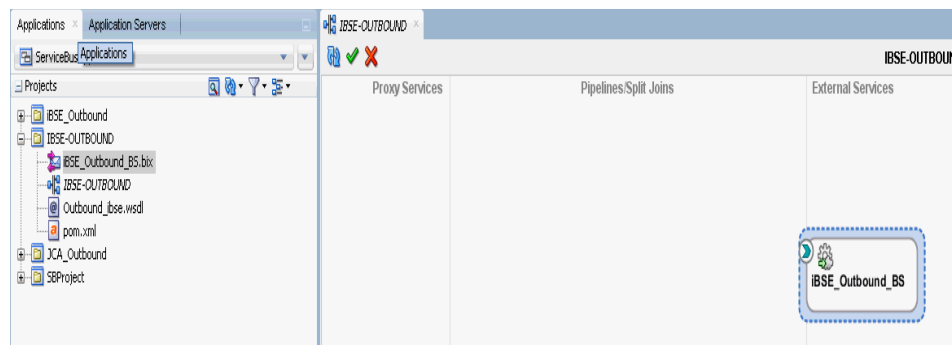 Applications
Application Servers
ServiceBus
Applications
Projects
iBSE_Outbound
IBSE-OUTBOUND
iBSE_Outbound_BS.bix
IBSE-OUTBOUND
Outbound_ibse.wsdl
pom.xml
JCA_Outbound
SBProject
IBSE-OUTBOUND
IBSE-OUTBOUN
Proxy Services
Pipelines/Split Joins
External Services
iBSE_Outbound_BS